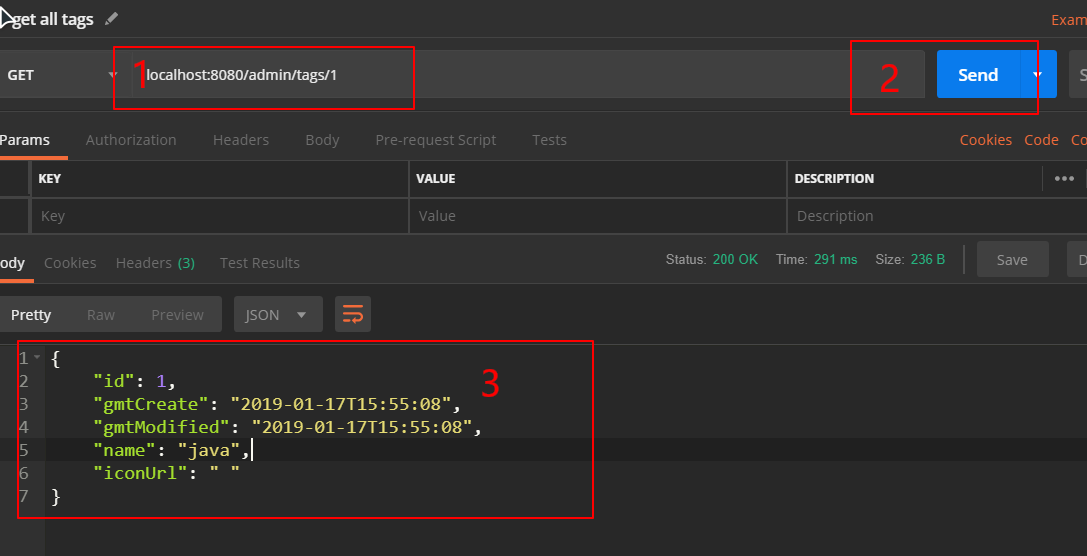 get all tags
Exam
GET localhost:8080/admin/tags/1 Send S
1 2
Params Authorization Headers Body Pre-request Script Tests Cookies Code Co
KEY VALUE DESCRIPTION •••
Key Value Description
ody Cookies Headers (3) Test Results Status: 200 OK Time: 291 ms Size: 236 B Save D
Pretty Raw Preview JSON
3
1 {
2 "id": 1,
3 "gmtCreate": "2019-01-17T15:55:08",
4 "gmtModified": "2019-01-17T15:55:08",
5 "name": "java",
6 "iconUrl": " "
7 }